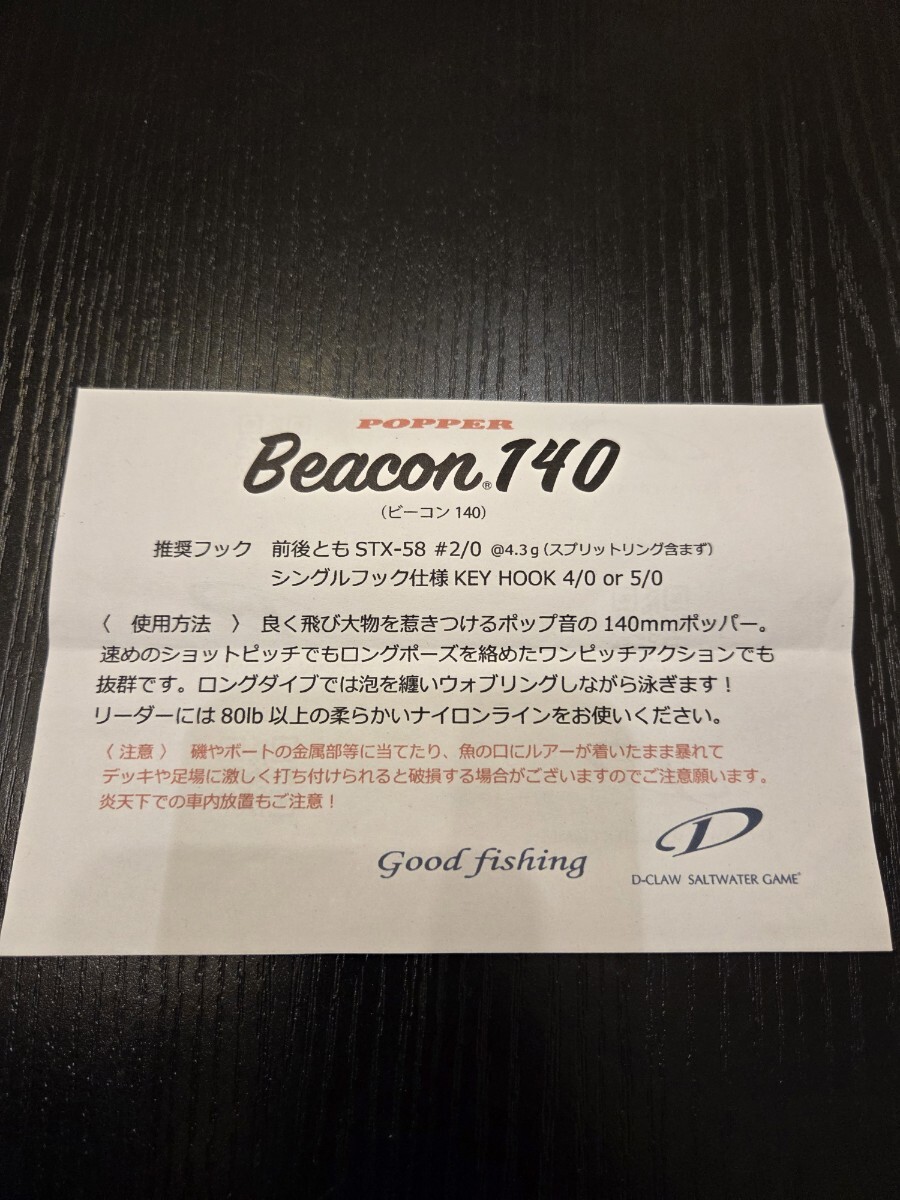 POPPER
Beacon®140
（ビーコン 140）
推奨フック 前後とも STX-58 #2/0 @4.3ｇ（スプリットリング含まず）
シングルフック仕様 KEY HOOK 4/0 or 5/0
〈 使用方法 〉 良く飛び大物を惹きつけるポップ音の 140mmポッパー。
速めのショットピッチでもロングポーズを絡めたワンピッチアクションでも
抜群です。ロングダイブでは泡を纏いウォブリングしながら泳ぎます！
リーダーには 80lb 以上の柔らかいナイロンラインをお使いください。
〈 注意 〉 磯やボートの金属部等に当てたり、魚の口にルアーが着いたまま暴れて
デッキや足場に激しく打ち付けられると破損する場合がございますのでご注意願います。
炎天下での車内放置もご注意！
Good fishing
D-CLAW SALTWATER GAME®